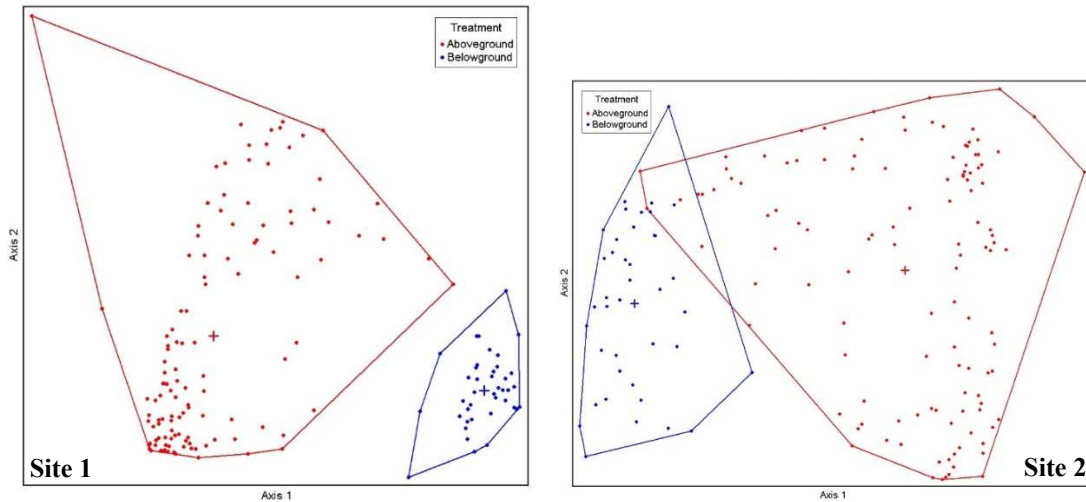 Treatment
Aboveground
Belowground
Axis 2
Site 1
Axis 1
Treatment
Aboveground
Belowground
Axis 2
Site 2
Axis 1